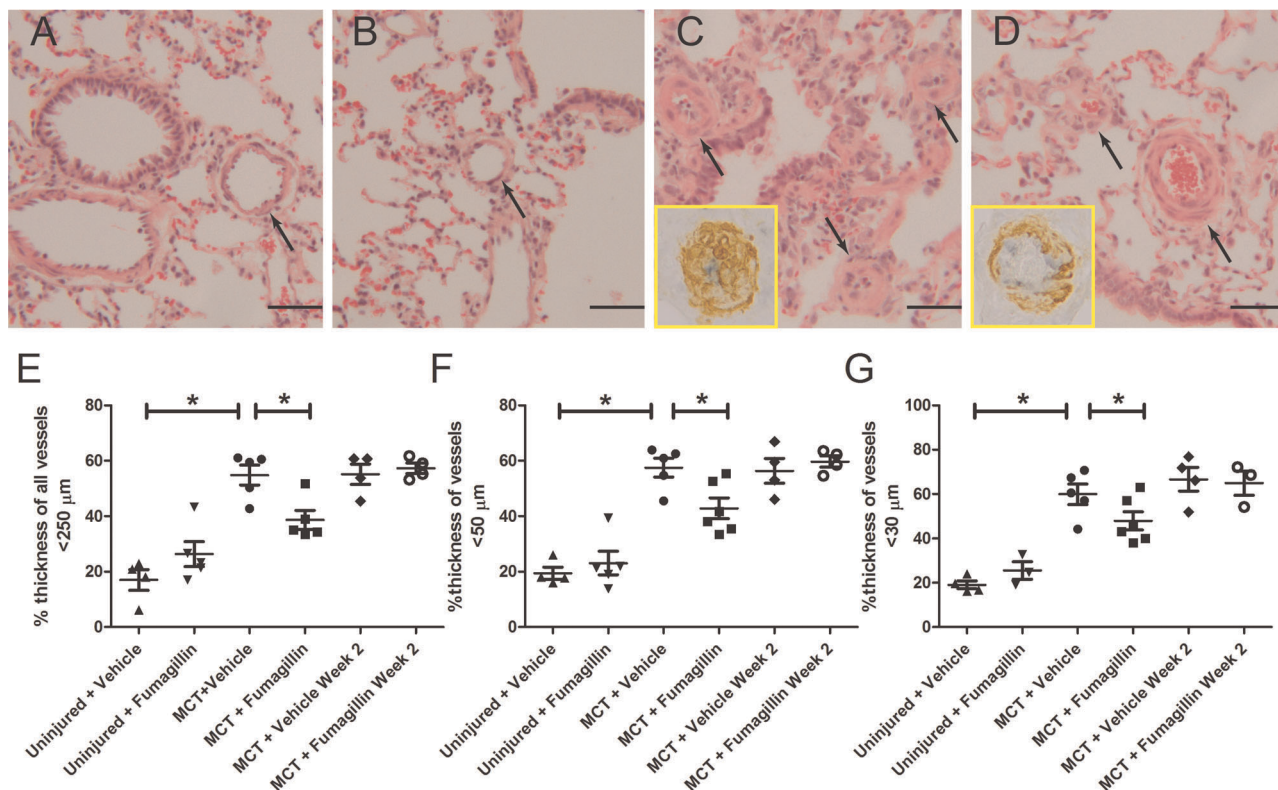 A
B
C
D
E
F
G
% thickness of all vessels
<250 µm
80
60
40
20
0
Uninjured + Vehicle
Uninjured + Fumagillin
MCT+Vehicle
MCT + Fumagillin
MCT + Vehicle Week 2
MCT + Fumagillin Week 2
* *
%thickness of vessels
<50 µm
80
60
40
20
0
Uninjured + Vehicle
Uninjured + Fumagillin
MCT + Vehicle
MCT + Fumagillin
MCT + Vehicle Week 2
MCT + Fumagillin Week 2
* *
%thickness of vessels
<30 µm
100
80
60
40
20
0
Uninjured + Vehicle
Uninjured + Fumagillin
MCT + Vehicle
MCT + Fumagillin
MCT + Vehicle Week 2
MCT + Fumagillin Week 2
* *